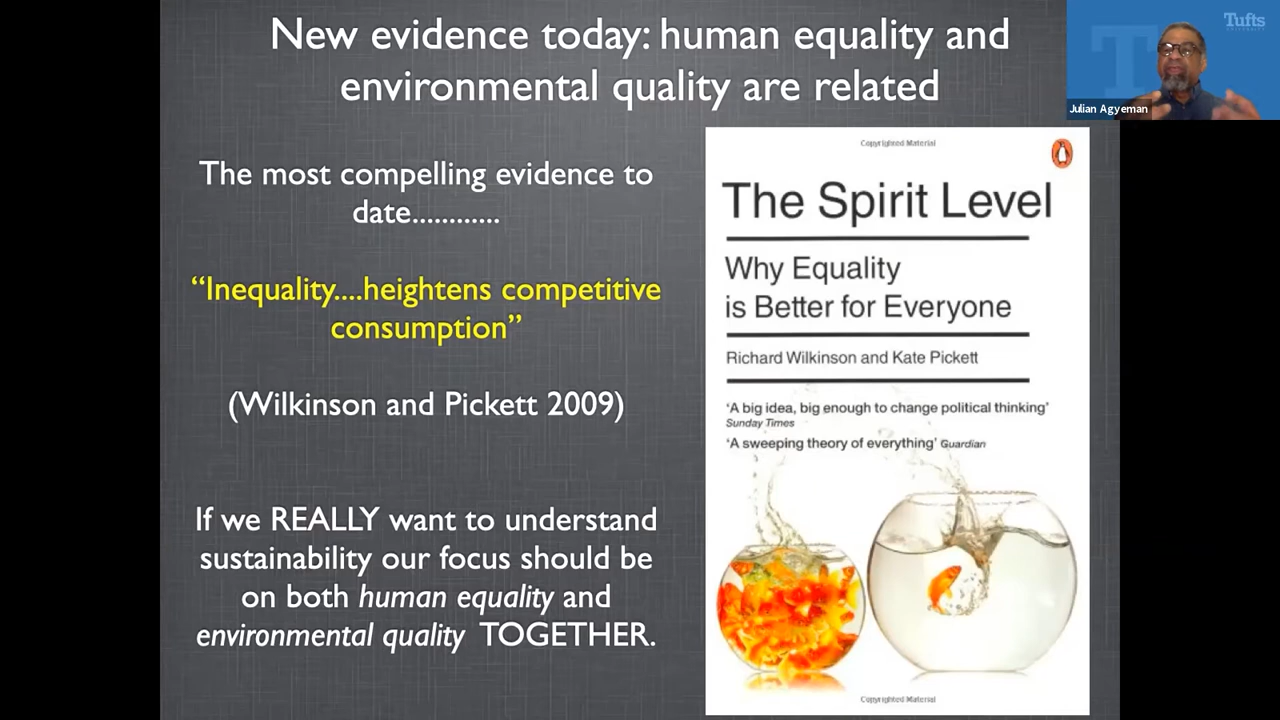 New evidence today: human equality and
environmental quality are related
The most compelling evidence to
date............
“Inequality....heightens competitive
consumption”
(Wilkinson and Pickett 2009)
If we REALLY want to understand
sustainability our focus should be
on both human equality and
environmental quality TOGETHER.
Copyrighted Material
The Spirit Level
Why Equality
is Better for Everyone
Richard Wilkinson and Kate Pickett
‘A big idea, big enough to change political thinking’
Sunday Times
‘A sweeping theory of everything’ Guardian
Copyrighted Material
Tufts
UNIVERSITY
T
Julian Agyeman